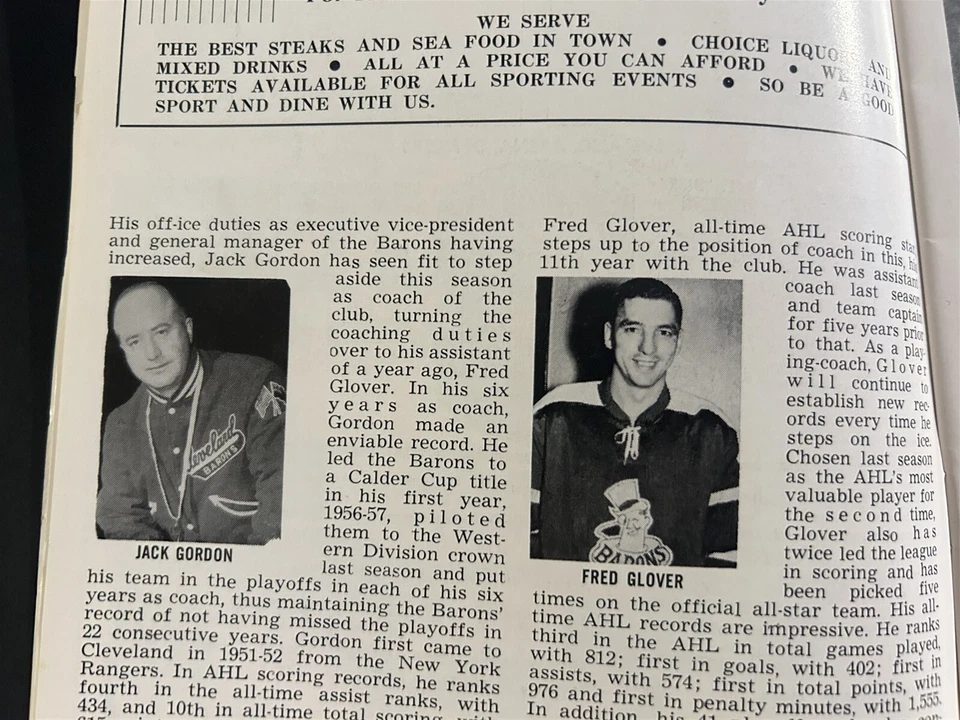 WE SERVE
THE BEST STEAKS AND SEA FOOD IN TOWN • CHOICE LIQUOR AND
MIXED DRINKS • ALL AT A PRICE YOU CAN AFFORD • WE HAVE
TICKETS AVAILABLE FOR ALL SPORTING EVENTS • SO BE A GOOD
SPORT AND DINE WITH US.
His off-ice duties as executive vice-president
and general manager of the Barons having
increased, Jack Gordon has seen fit to step
aside this season
as coach of the
club, turning the
coaching duties
over to his assistant
of a year ago, Fred
Glover. In his six
years as coach,
Gordon made an
enviable record. He
led the Barons to
a Calder Cup title
in his first year,
1956-57, piloted
them to the West-
ern Division crown
last season and put
his team in the playoffs in each of his six
years as coach, thus maintaining the Barons'
record of not having missed the playoffs in
22 consecutive years. Gordon first came to
Cleveland in 1951-52 from the New York
Rangers. In AHL scoring records, he ranks
fourth in the all-time assist ranks, with
434, and 10th in all-time total scoring with
Cleveland
BARONS
JACK GORDON
Fred Glover, all-time AHL scoring star,
steps up to the position of coach in this, his
11th year with the club. He was assistant
coach last season
and team captain
for five years prior
to that. As a play-
ing-coach, Glover
will continue to
establish new rec-
ords every time he
steps on the ice.
Chosen last season
as the AHL's most
valuable player for
the second time,
Glover also has
twice led the league
in scoring and has
been picked five
times on the official all-star team. His all-
time AHL records are impressive. He ranks
third in the AHL in total games played,
with 812; first in goals, with 402; first in
assists, with 574; first in total points, with
976 and first in penalty minutes, with 1,555.
In addition, his 41
BARONS
FRED GLOVER